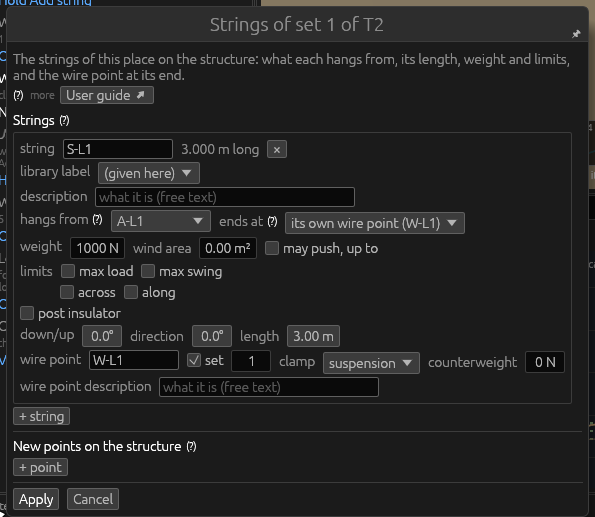 Hold Add string
Strings of set 1 of T2
The strings of this place on the structure: what each hangs from, its length, weight and limits,
and the wire point at its end.
(?) more User guide ↗
Strings (?)
string S-L1 3.000 m long ×
library label (given here)
description what it is (free text)
hangs from (?) A-L1 ends at (?) its own wire point (W-L1)
weight 1000 N wind area 0.00 m² may push, up to
limits max load max swing
across along
post insulator
down/up 0.0° direction 0.0° length 3.00 m
wire point W-L1 set 1 clamp suspension counterweight 0 N
wire point description what it is (free text)
+ string
New points on the structure (?)
+ point
Apply Cancel